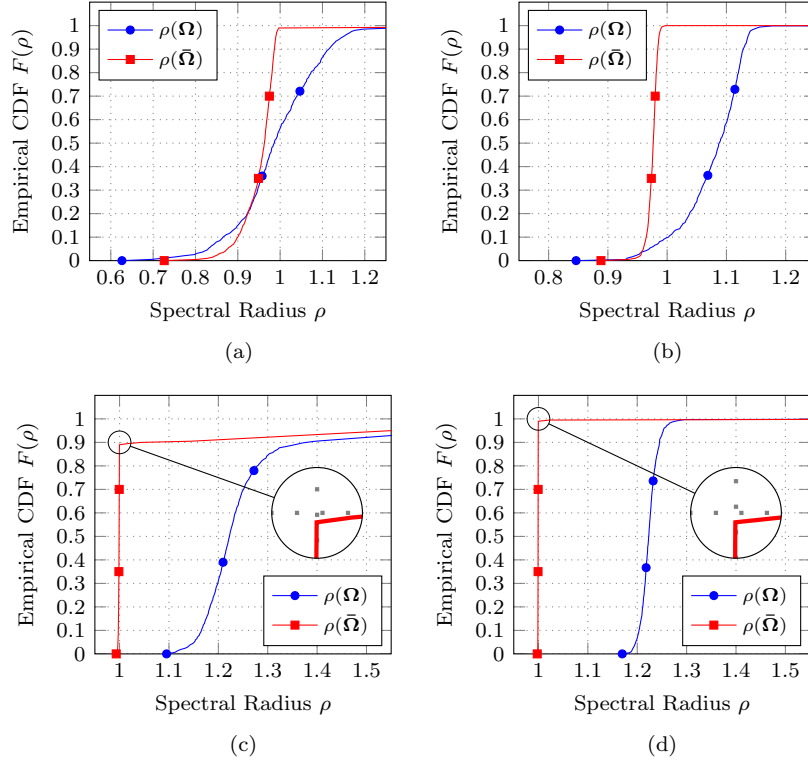 ρ(Ω)
ρ(Ω̄)
Empirical CDF F(ρ)
1
0.9
0.8
0.7
0.6
0.5
0.4
0.3
0.2
0.1
0
0.6 0.7 0.8 0.9 1 1.1 1.2
Spectral Radius ρ
(a)
ρ(Ω)
ρ(Ω̄)
Empirical CDF F(ρ)
1
0.9
0.8
0.7
0.6
0.5
0.4
0.3
0.2
0.1
0
0.8 0.9 1 1.1 1.2
Spectral Radius ρ
(b)
Empirical CDF F(ρ)
1
0.9
0.8
0.7
0.6
0.5
0.4
0.3
0.2
0.1
0
ρ(Ω)
ρ(Ω̄)
1 1.1 1.2 1.3 1.4 1.5
Spectral Radius ρ
(c)
Empirical CDF F(ρ)
1
0.9
0.8
0.7
0.6
0.5
0.4
0.3
0.2
0.1
0
ρ(Ω)
ρ(Ω̄)
1 1.1 1.2 1.3 1.4 1.5
Spectral Radius ρ
(d)